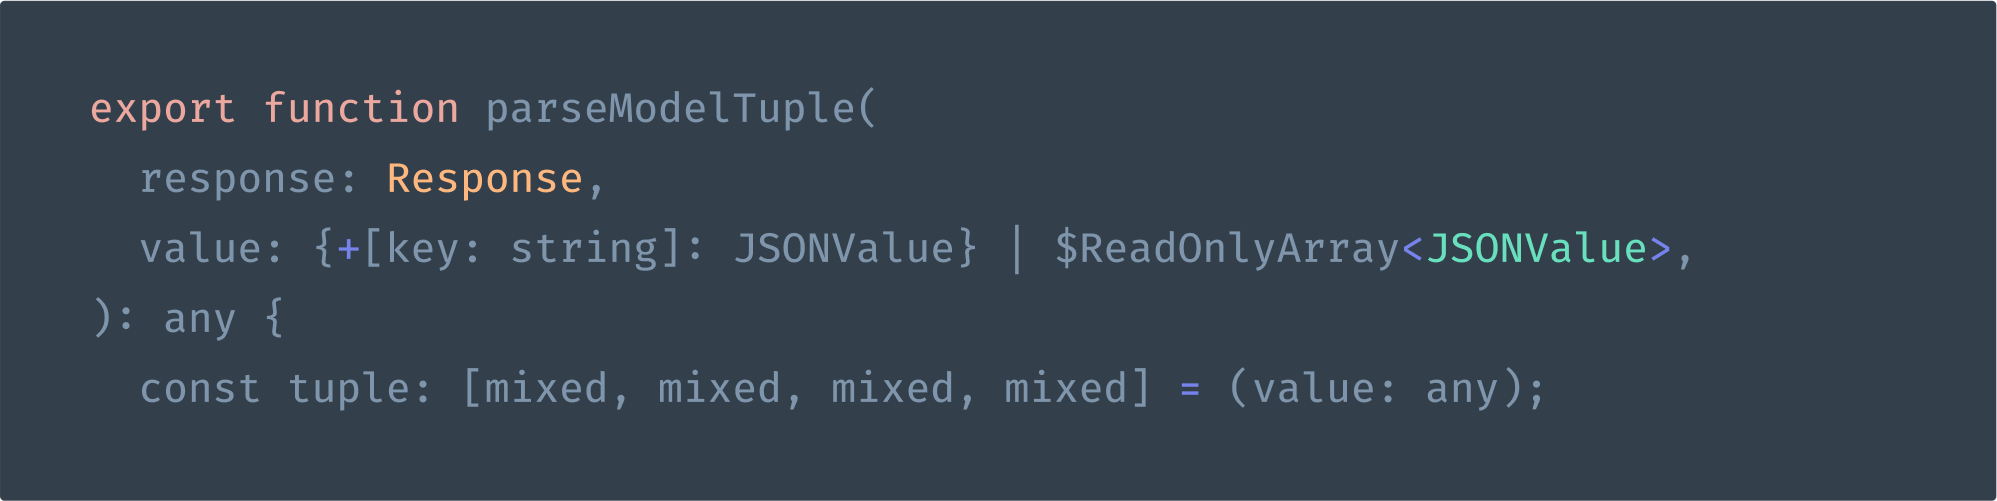 export function parseModelTuple(
  response: Response,
  value: {+[key: string]: JSONValue} | $ReadOnlyArray<JSONValue>,
): any {
  const tuple: [mixed, mixed, mixed, mixed] = (value: any);